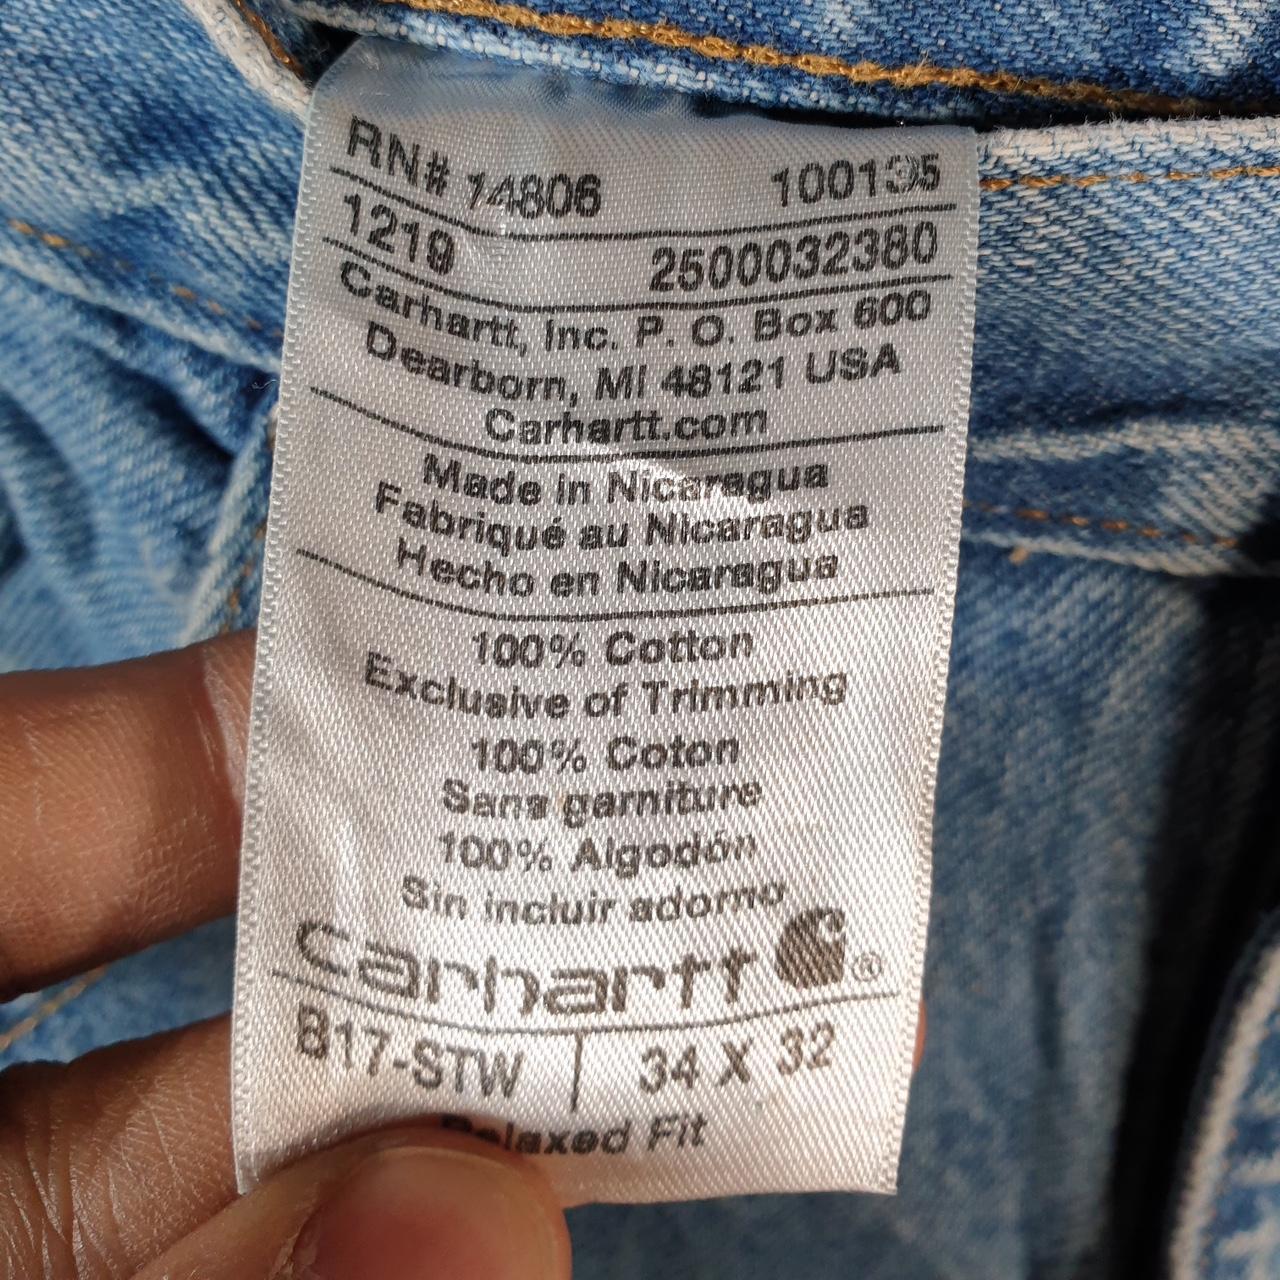 RN# 14806 100135
1219 2500032380
Carhartt, Inc. P. O. Box 600
Dearborn, MI 48121 USA
Carhartt.com
Made in Nicaragua
Fabriqué au Nicaragua
Hecho en Nicaragua
100% Cotton
Exclusive of Trimming
100% Coton
Sans garniture
100% Algodón
Sin incluir adorno
carhartt ®
B17-STW | 34 X 32
Relaxed Fit